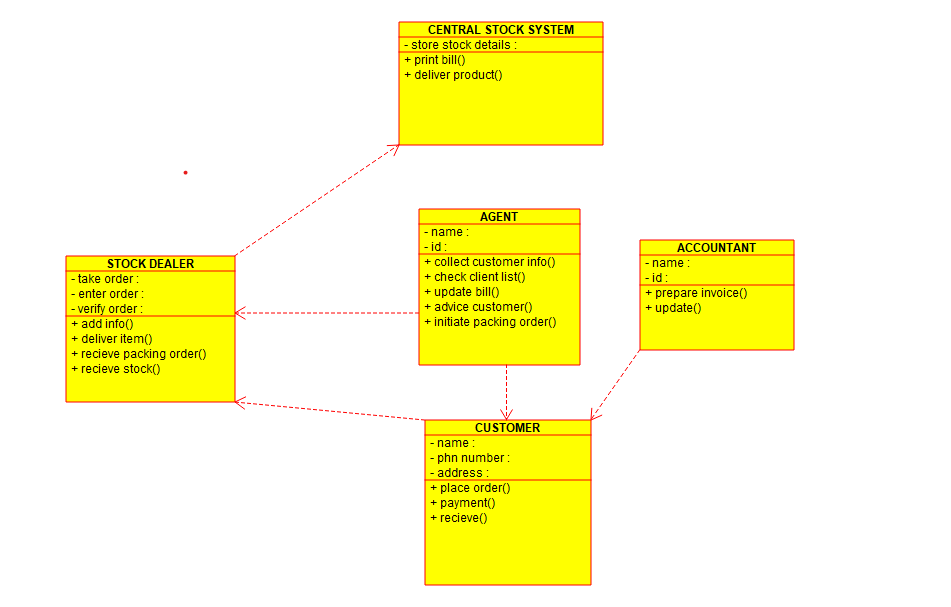 CENTRAL STOCK SYSTEM
- store stock details :
+ print bill()
+ deliver product()
AGENT
- name :
- id :
+ collect customer info()
+ check client list()
+ update bill()
+ advice customer()
+ initiate packing order()
ACCOUNTANT
- name :
- id :
+ prepare invoice()
+ update()
STOCK DEALER
- take order :
- enter order :
- verify order :
+ add info()
+ deliver item()
+ recieve packing order()
+ recieve stock()
CUSTOMER
- name :
- phn number :
- address :
+ place order()
+ payment()
+ recieve()